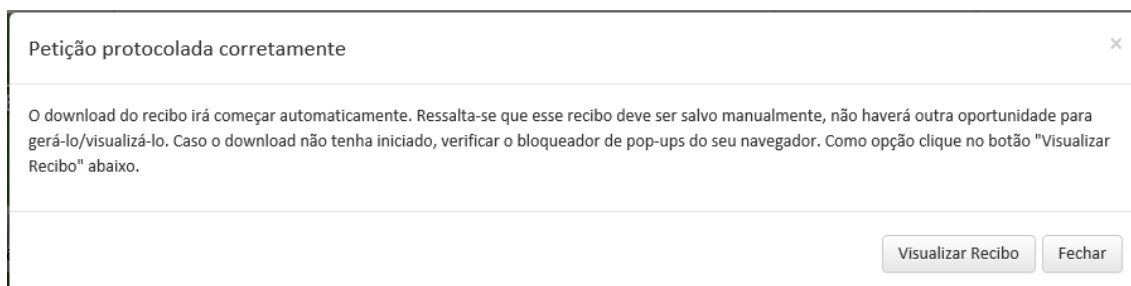 Petição protocolada corretamente
×
O download do recibo irá começar automaticamente. Ressalta-se que esse recibo deve ser salvo manualmente, não haverá outra oportunidade para
gerá-lo/visualizá-lo. Caso o download não tenha iniciado, verificar o bloqueador de pop-ups do seu navegador. Como opção clique no botão "Visualizar
Recibo" abaixo.
Visualizar Recibo Fechar